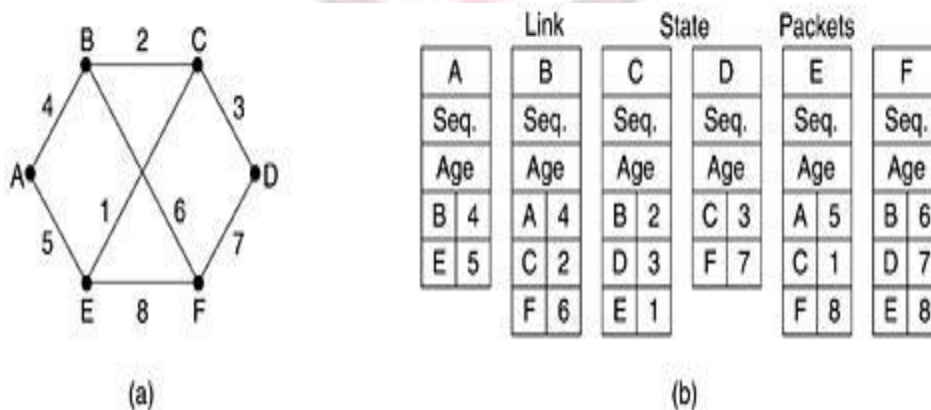 Link State Packets
B 2 C
A B C D E F
4 3
Seq. Seq. Seq. Seq. Seq. Seq.
Age Age Age Age Age Age
A D
B 4 A 4 B 2 C 3 A 5 B 6
1 6
5 7
E 5 C 2 D 3 F 7 C 1 D 7
E 8 F
F 6 E 1 F 8 E 8
(a) (b)